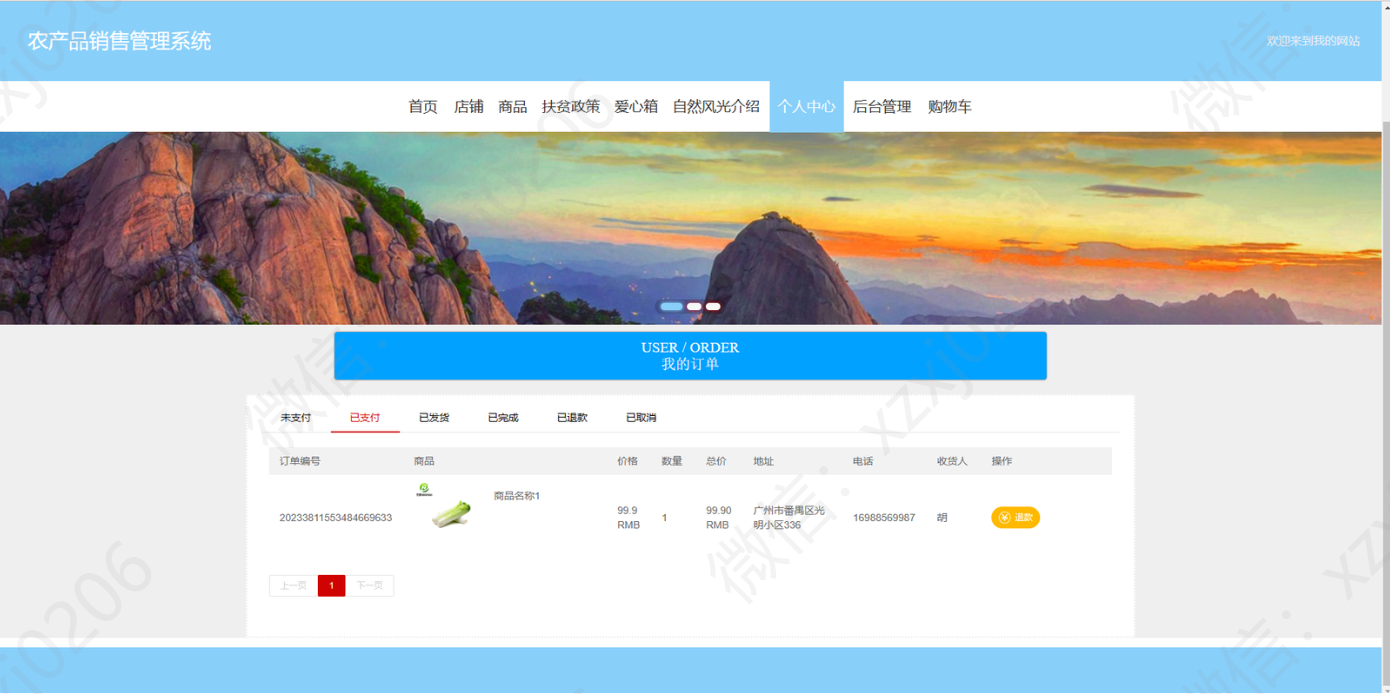 农产品销售管理系统
欢迎来到我的网站
首页 店铺 商品 扶贫政策 爱心箱 自然风光介绍 个人中心 后台管理 购物车
USER / ORDER
我的订单
未支付 已支付 已发货 已完成 已退款 已取消
订单编号 商品 价格 数量 总价 地址 电话 收货人 操作
商品名称1
20233811553484669633 99.9 RMB 1 99.90 RMB 广州市番禺区光明小区336 16988569987 胡 退款
上一页 1 下一页
微信：xzxj0206